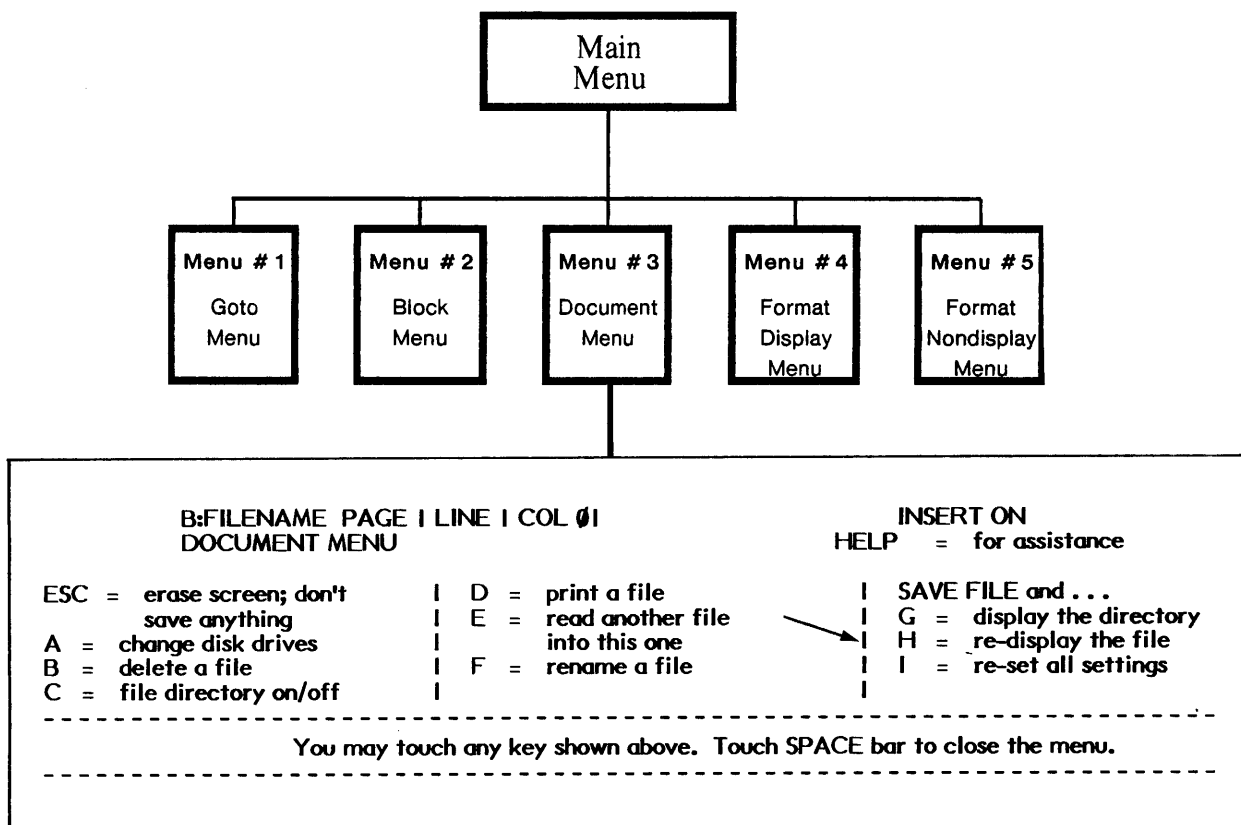 Main
Menu
Menu # 1
Goto
Menu
Menu # 2
Block
Menu
Menu # 3
Document
Menu
Menu # 4
Format
Display
Menu
Menu # 5
Format
Nondisplay
Menu
B:FILENAME PAGE 1 LINE 1 COL 01 INSERT ON
DOCUMENT MENU HELP = for assistance
ESC = erase screen; don't
save anything
A = change disk drives
B = delete a file
C = file directory on/off
D = print a file
E = read another file
into this one
F = rename a file
SAVE FILE and . . .
G = display the directory
H = re-display the file
I = re-set all settings
You may touch any key shown above. Touch SPACE bar to close the menu.